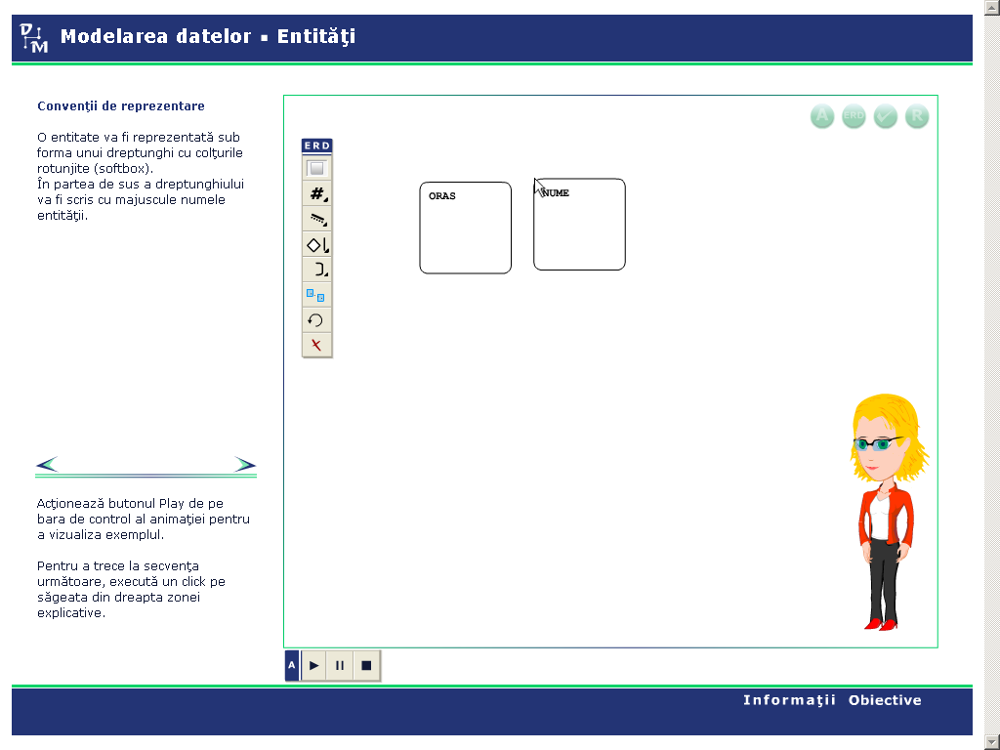 DM
Modelarea datelor ▪ Entităţi
Convenţii de reprezentare
O entitate va fi reprezentată sub
forma unui dreptunghi cu colţurile
rotunjite (softbox).
În partea de sus a dreptunghiului
va fi scris cu majuscule numele
entităţii.
Acţionează butonul Play de pe
bara de control al animaţiei pentru
a vizualiza exemplul.
Pentru a trece la secvenţa
următoare, execută un click pe
săgeata din dreapta zonei
explicative.
A ERD R
ERD
#
ORAS
NUME
A
Informaţii Obiective